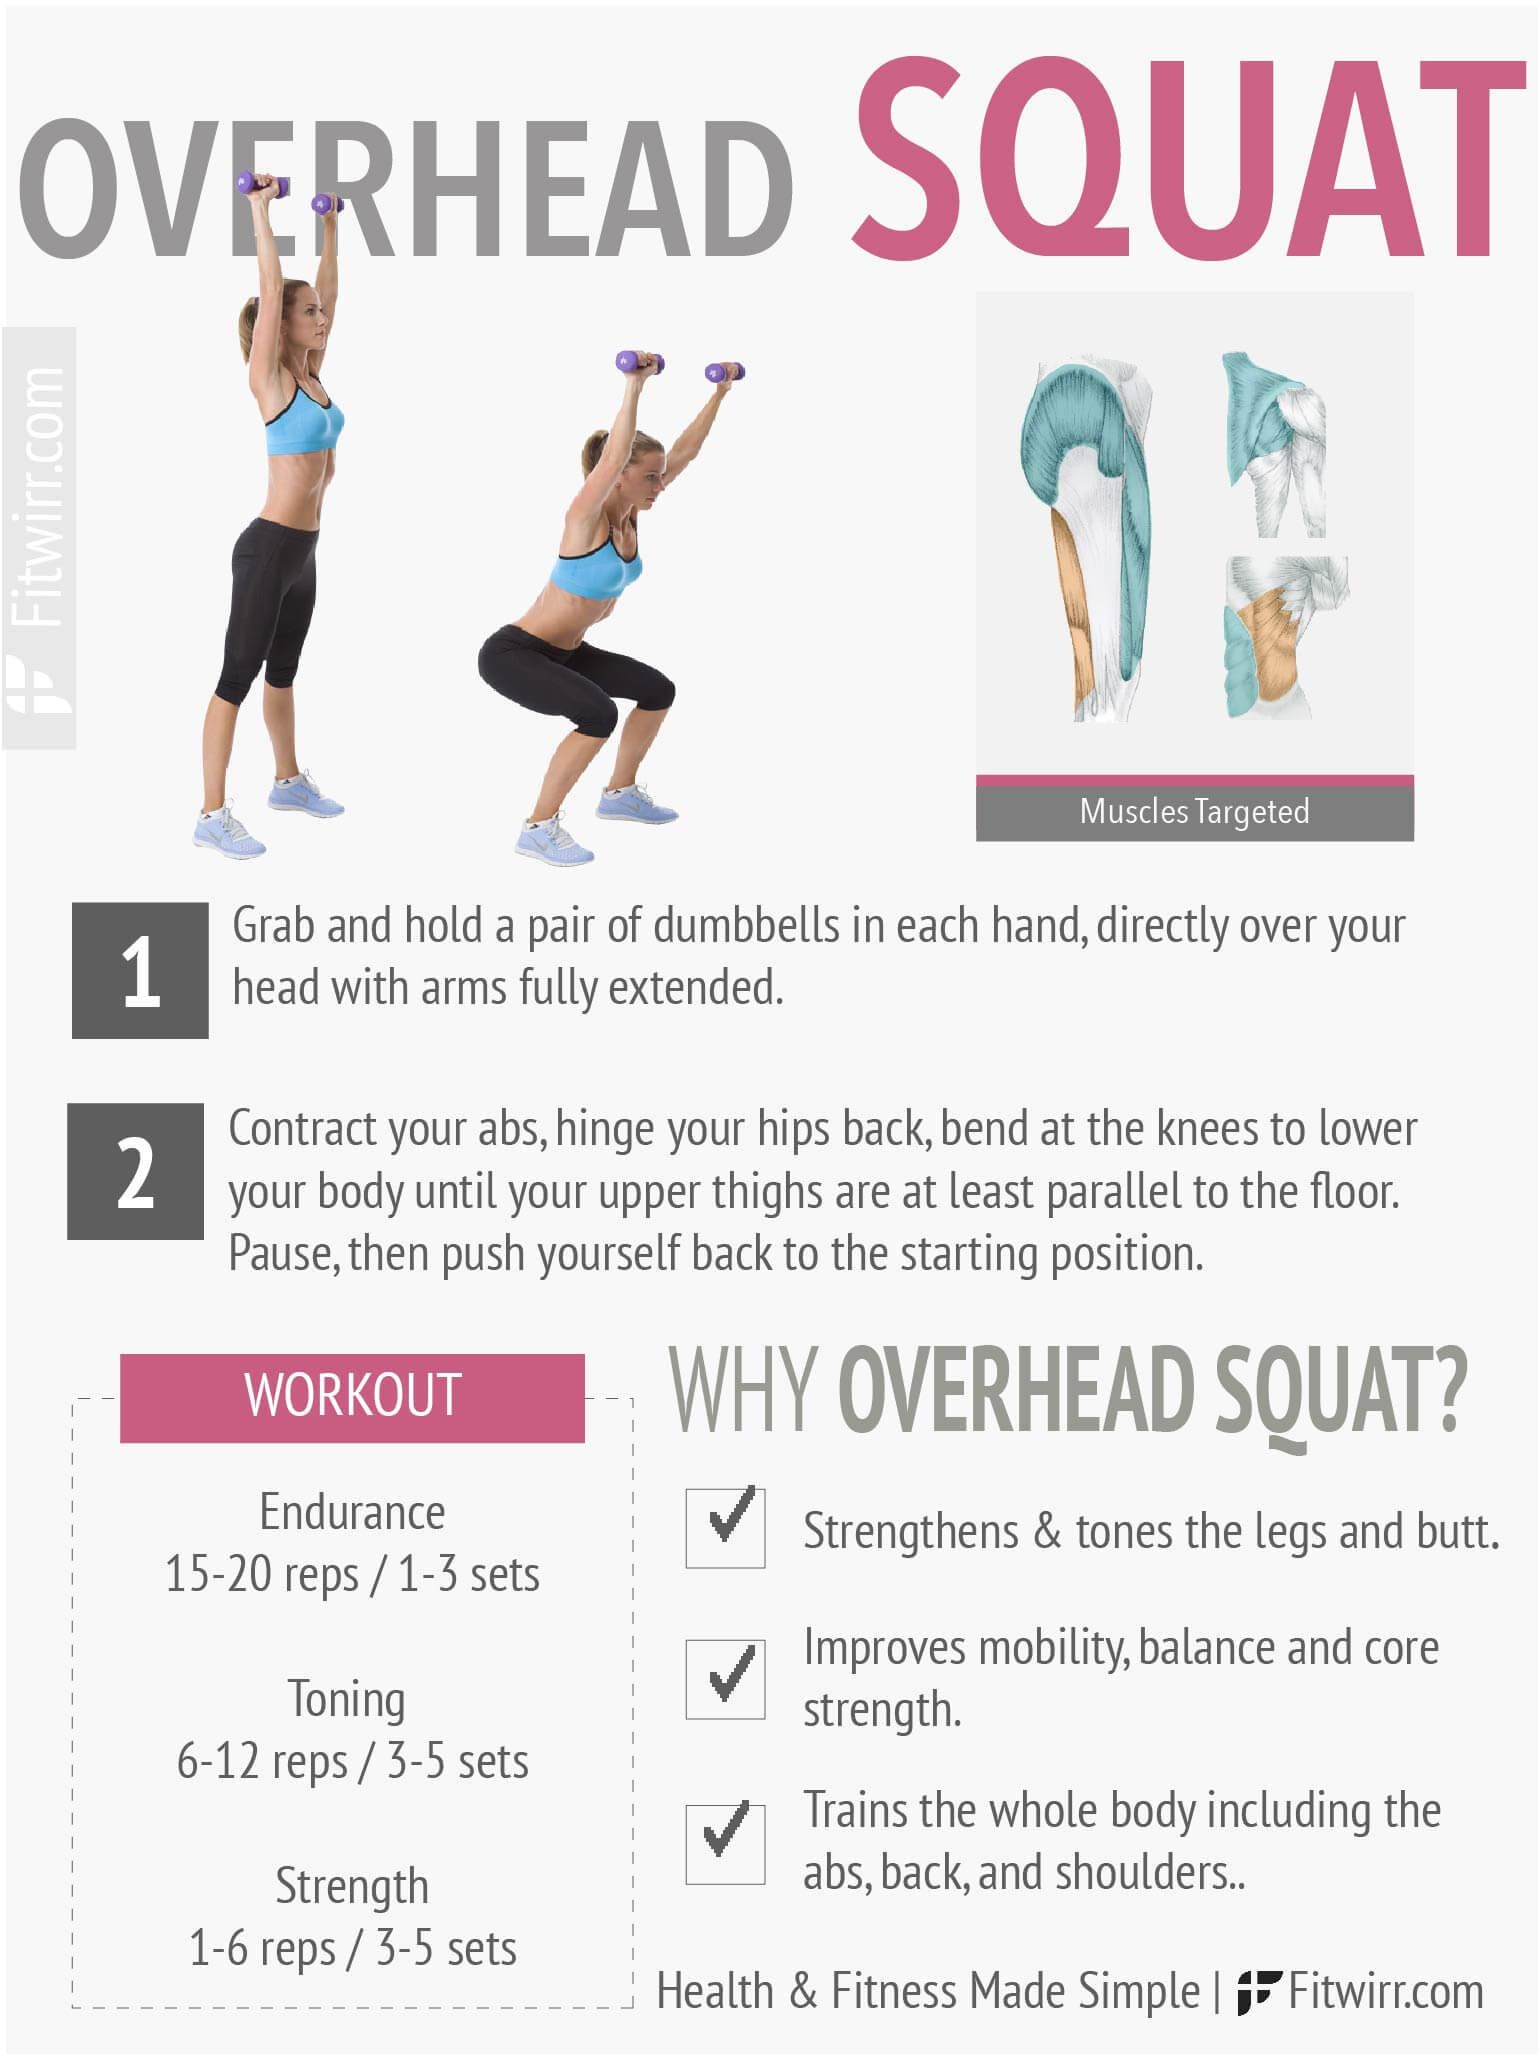 OVERHEAD SQUAT
Fitwirr.com
Muscles Targeted
1
Grab and hold a pair of dumbbells in each hand, directly over your
head with arms fully extended.
2
Contract your abs, hinge your hips back, bend at the knees to lower
your body until your upper thighs are at least parallel to the floor.
Pause, then push yourself back to the starting position.
WORKOUT
Endurance
15-20 reps / 1-3 sets
Toning
6-12 reps / 3-5 sets
Strength
1-6 reps / 3-5 sets
WHY OVERHEAD SQUAT?
Strengthens & tones the legs and butt.
Improves mobility, balance and core
strength.
Trains the whole body including the
abs, back, and shoulders..
Health & Fitness Made Simple | Fitwirr.com